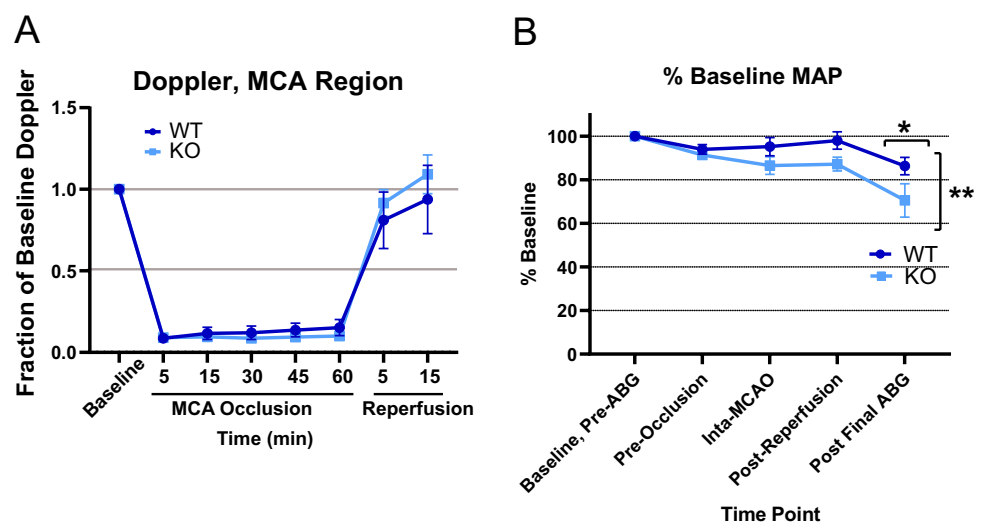 A
Doppler, MCA Region
Fraction of Baseline Doppler
1.5
1.0
0.5
0.0
WT
KO
Baseline
5 15 30 45 60 5 15
MCA Occlusion Reperfusion
Time (min)
B
% Baseline MAP
% Baseline
100
80
60
40
20
0
*
**
WT
KO
Baseline, Pre-ABG
Pre-Occlusion
Inta-MCAO
Post-Reperfusion
Post Final ABG
Time Point